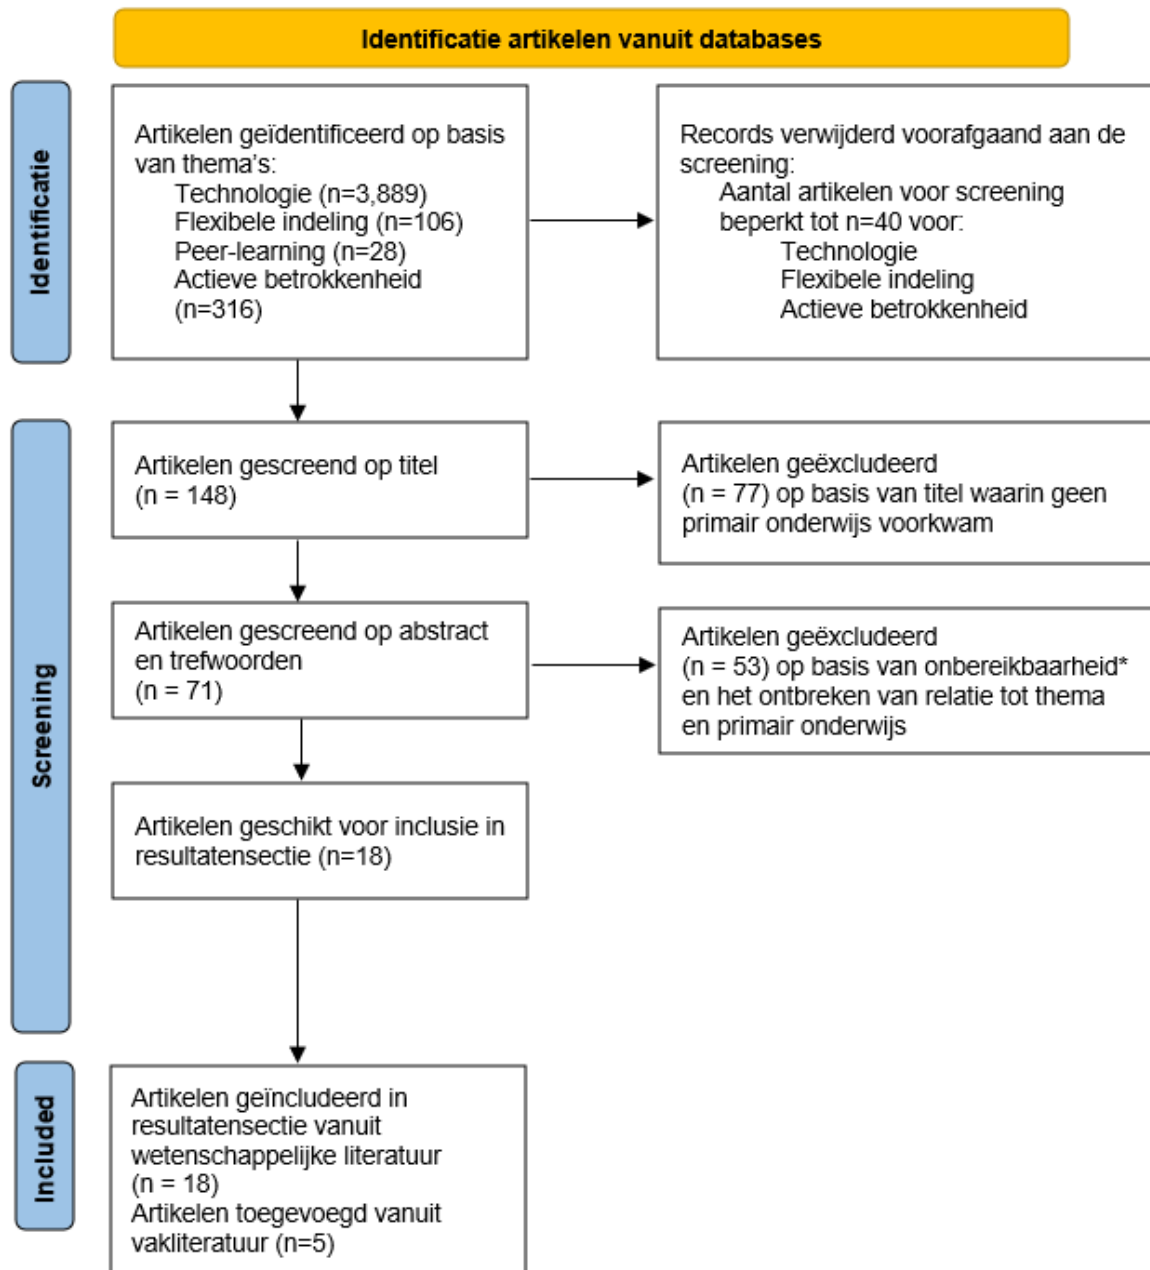 Identificatie artikelen vanuit databases
Identificatie
Artikelen geïdentificeerd op basis
van thema's:
Technologie (n=3,889)
Flexibele indeling (n=106)
Peer-learning (n=28)
Actieve betrokkenheid
(n=316)
Records verwijderd voorafgaand aan de
screening:
Aantal artikelen voor screening
beperkt tot n=40 voor:
Technologie
Flexibele indeling
Actieve betrokkenheid
Screening
Artikelen gescreend op titel
(n = 148)
Artikelen geëxcludeerd
(n = 77) op basis van titel waarin geen
primair onderwijs voorkwam
Artikelen gescreend op abstract
en trefwoorden
(n = 71)
Artikelen geëxcludeerd
(n = 53) op basis van onbereikbaarheid*
en het ontbreken van relatie tot thema
en primair onderwijs
Artikelen geschikt voor inclusie in
resultatensectie (n=18)
Included
Artikelen geïncludeerd in
resultatensectie vanuit
wetenschappelijke literatuur
(n = 18)
Artikelen toegevoegd vanuit
vakliteratuur (n=5)